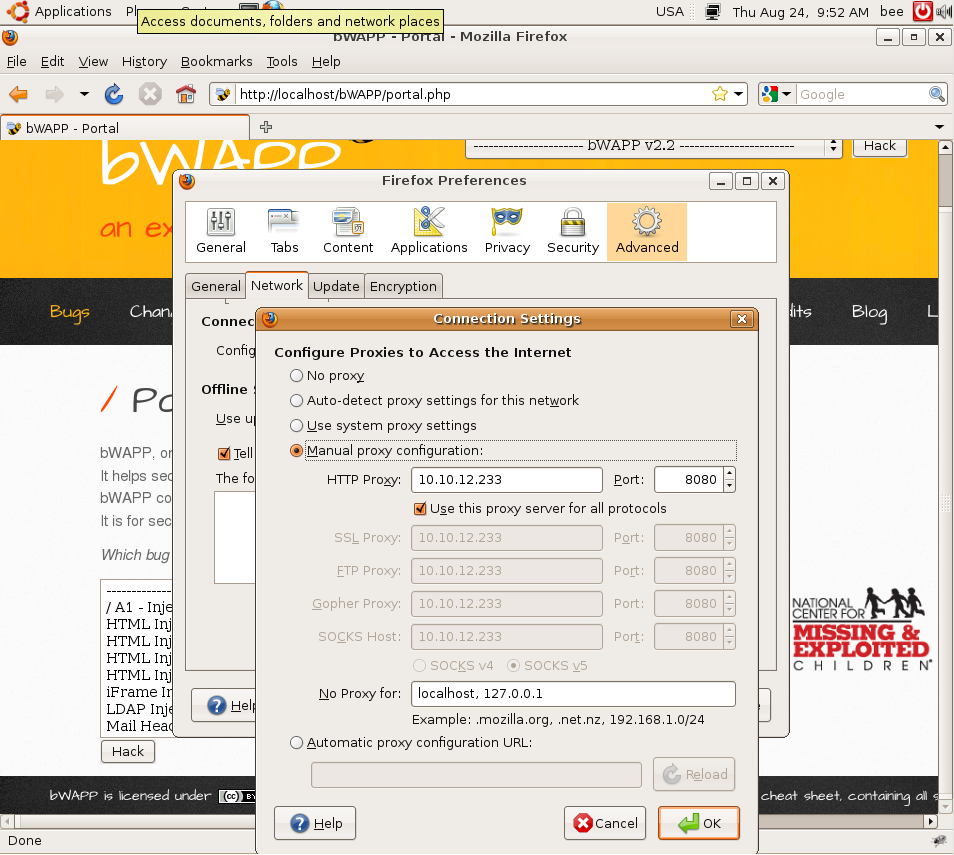 Applications Pl
Access documents, folders and network places
USA Thu Aug 24, 9:52 AM bee
bWAPP - Portal - Mozilla Firefox
File Edit View History Bookmarks Tools Help
http://localhost/bWAPP/portal.php
Google
bWAPP - Portal
bWAPP
---------------------- bWAPP v2.2 -----------------------
Hack
an ex
Firefox Preferences
General Tabs Content Applications Privacy Security Advanced
General Network Update Encryption
Bugs Chan
dits Blog L
Connec
Config
Offline S
Use up
Tell
The fo
Help
/ Po
bWAPP, or
It helps sec
bWAPP co
It is for sec
Which bug
--------------
/ A1 - Inje
HTML Inj
HTML Inj
HTML Inj
HTML Inj
iFrame In
LDAP Inje
Mail Head
Hack
Connection Settings
Configure Proxies to Access the Internet
No proxy
Auto-detect proxy settings for this network
Use system proxy settings
Manual proxy configuration:
HTTP Proxy: 10.10.12.233 Port: 8080
Use this proxy server for all protocols
SSL Proxy: 10.10.12.233 Port: 8080
FTP Proxy: 10.10.12.233 Port: 8080
Gopher Proxy: 10.10.12.233 Port: 8080
SOCKS Host: 10.10.12.233 Port: 8080
SOCKS v4 SOCKS v5
No Proxy for: localhost, 127.0.0.1
Example: .mozilla.org, .net.nz, 192.168.1.0/24
Automatic proxy configuration URL:
Reload
Help Cancel OK
NATIONAL
CENTER FOR
MISSING &
EXPLOITED
CHILDREN®
bWAPP is licensed under (cc) BY
cheat sheet, containing all s
Done